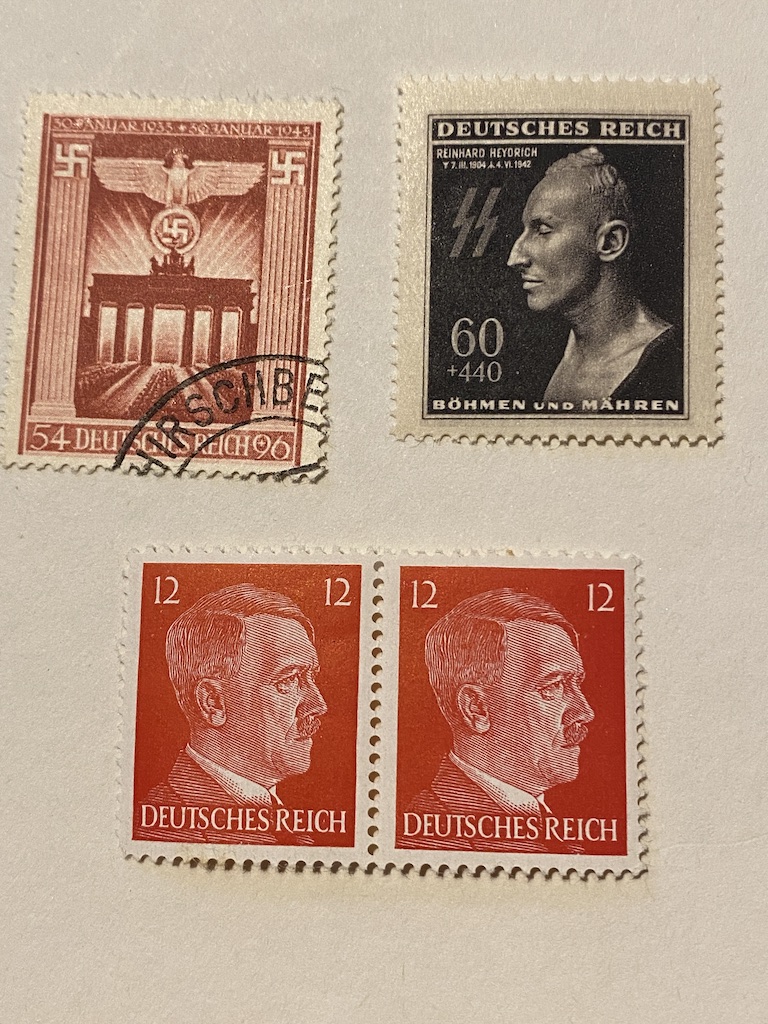 30·JANUAR 1933 ★ 30·JANUAR 1943
54 DEUTSCHES REICH + 96
HIRSCHBE
DEUTSCHES REICH
REINHARD HEYDRICH
7. III. 1904 4. VI. 1942
60
+440
BÖHMEN UND MÄHREN
12 12
DEUTSCHES REICH
12 12
DEUTSCHES REICH